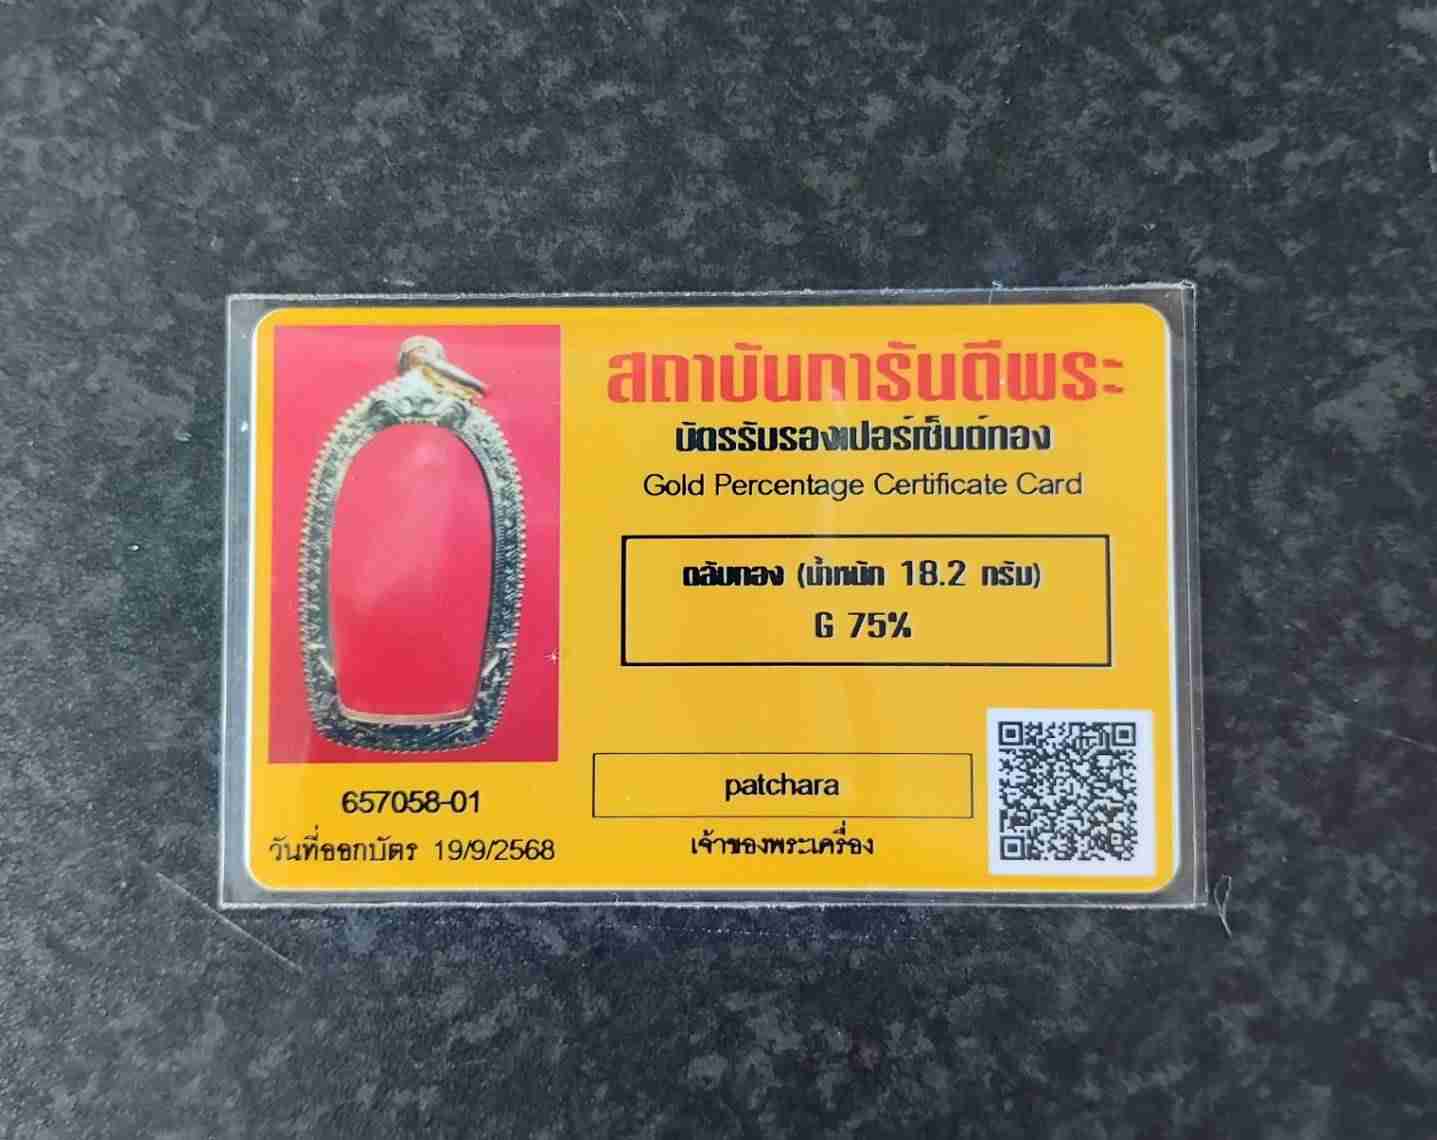 สถาบันการันตีพระ
บัตรรับรองเปอร์เซ็นต์ทอง
Gold Percentage Certificate Card
ตลับทอง (น้ำหนัก 18.2 กรัม)
G 75%
657058-01
วันที่ออกบัตร 19/9/2568
patchara
เจ้าของพระเครื่อง